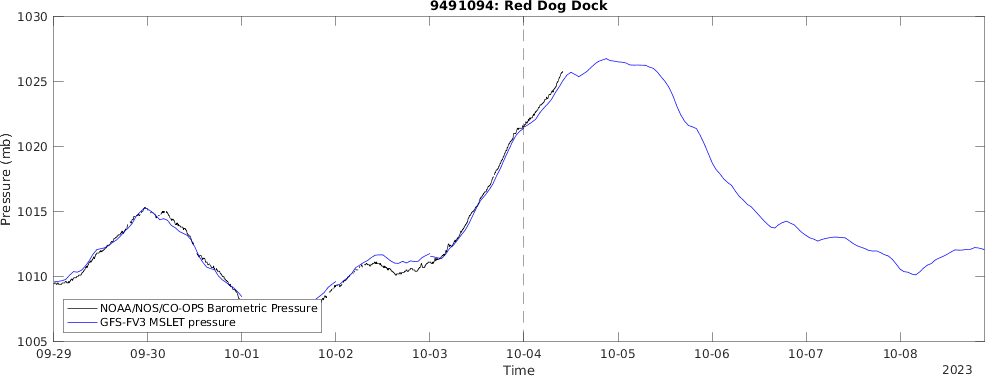 9491094: Red Dog Dock
Pressure (mb)
1030
1025
1020
1015
1010
1005
NOAA/NOS/CO-OPS Barometric Pressure
GFS-FV3 MSLET pressure
09-29 09-30 10-01 10-02 10-03 10-04 10-05 10-06 10-07 10-08
Time
2023